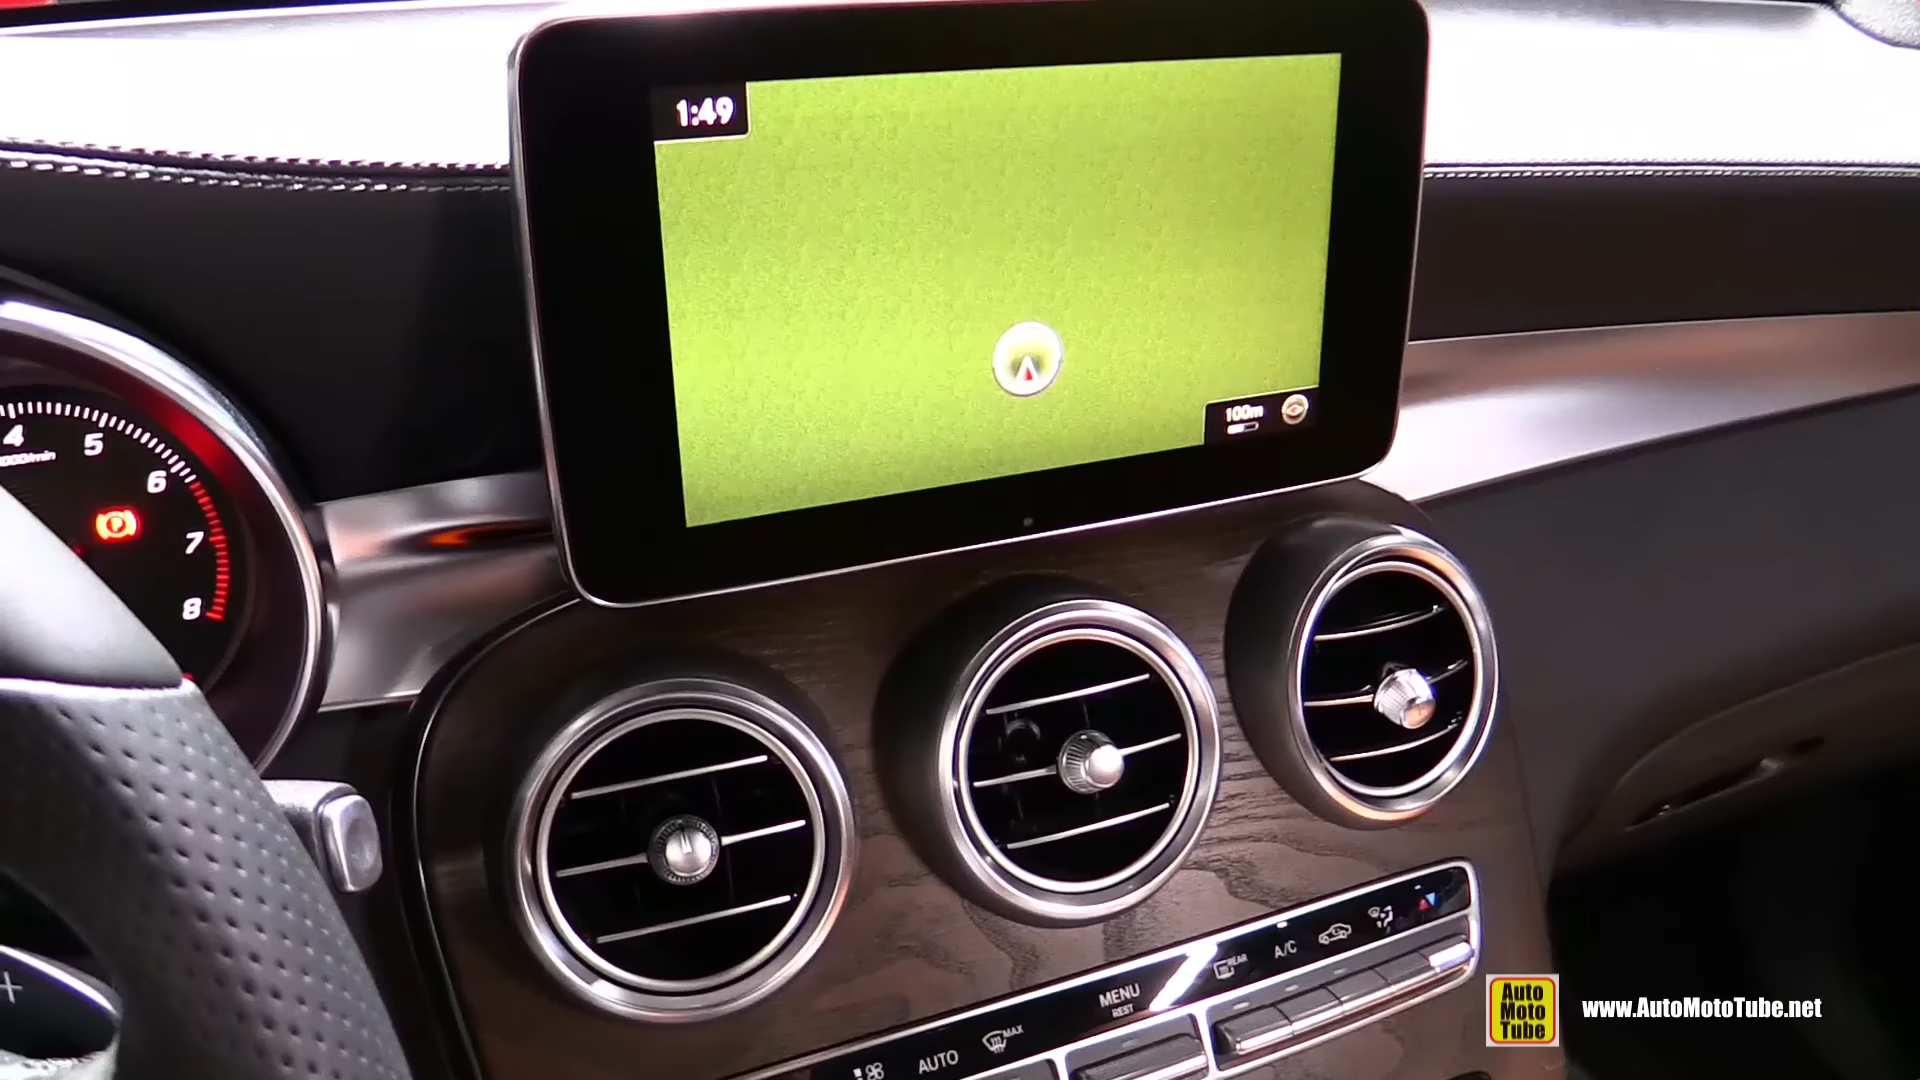 1:49
100m
4
5
6
7
8
P
+
AUTO
MAX
MENU
REST
REAR
A/C
Auto
Moto
Tube
www.AutoMotoTube.net